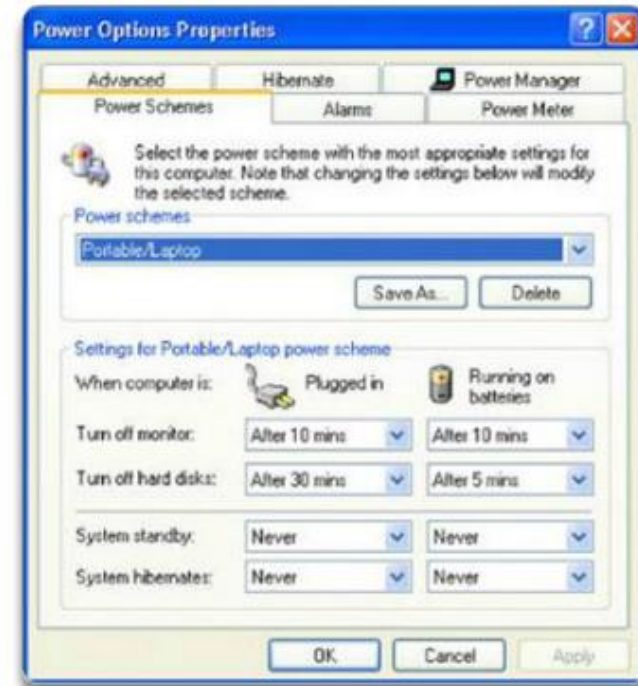 Power Options Properties
Advanced Hibernate Power Manager
Power Schemes Alarms Power Meter
Select the power scheme with the most appropriate settings for
this computer. Note that changing the settings below will modify
the selected scheme.
Power schemes
Portable/Laptop
Save As... Delete
Settings for Portable/Laptop power scheme
When computer is: Plugged in Running on
batteries
Turn off monitor: After 10 mins After 10 mins
Turn off hard disks: After 30 mins After 5 mins
System standby: Never Never
System hibernates: Never Never
OK Cancel Apply